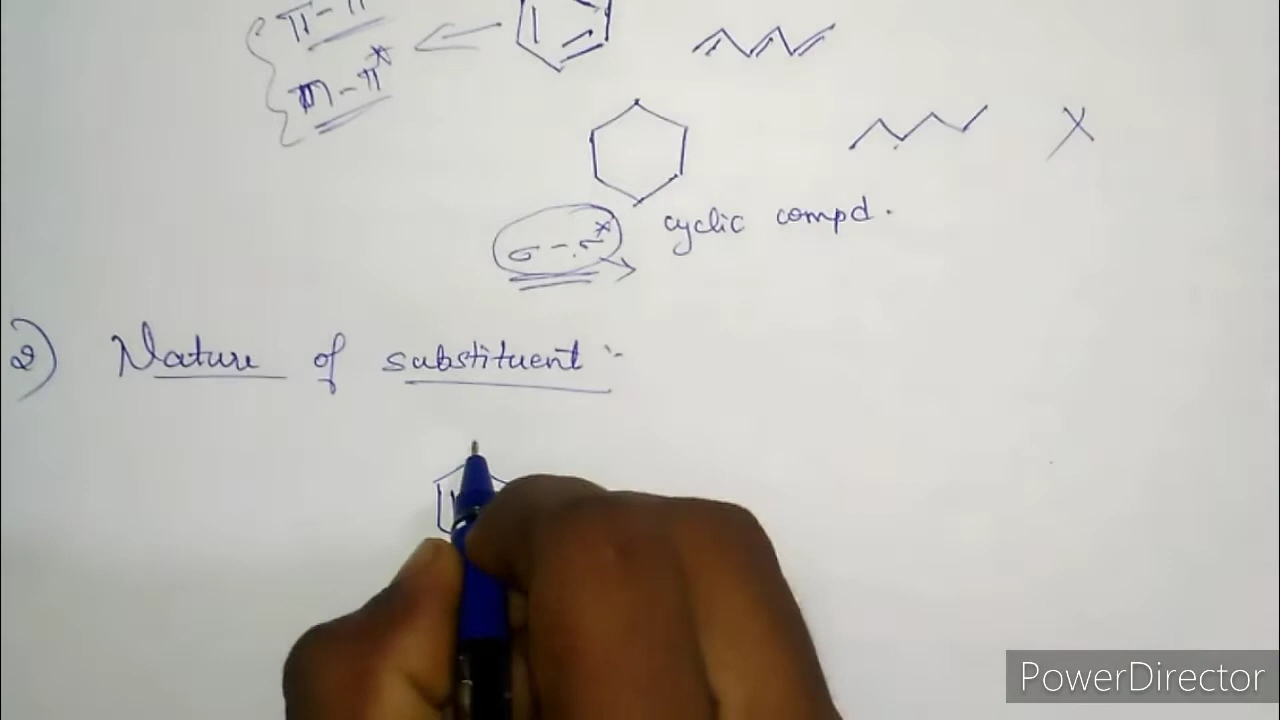 π-π
n-π*
σ-σ*
cyclic compd.
2) Nature of substituent :-
PowerDirector